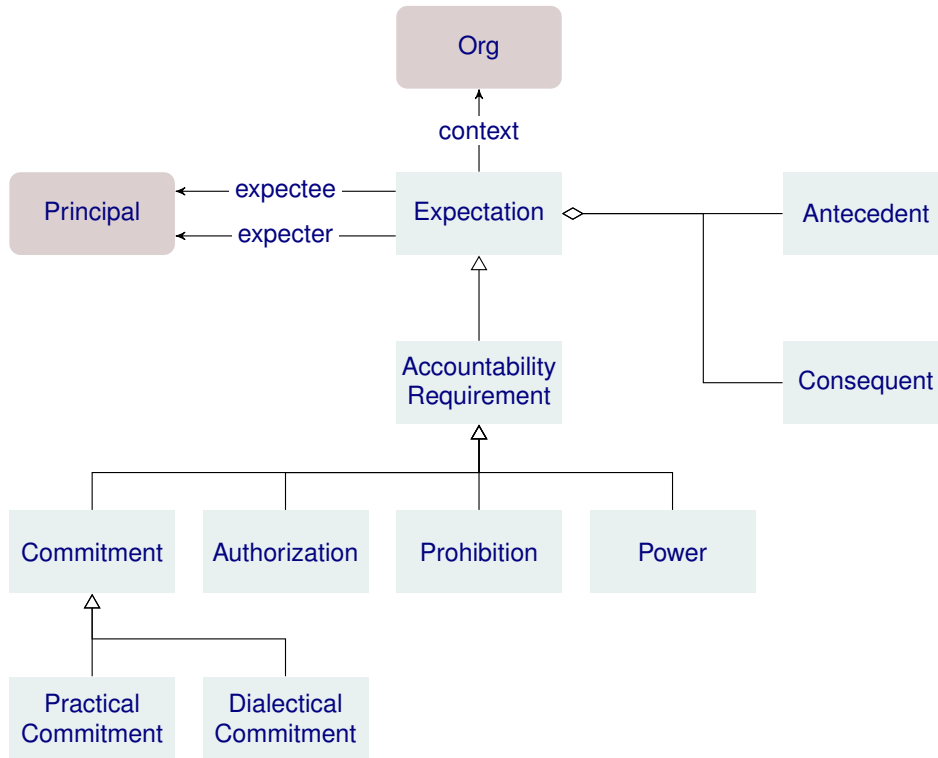 Org
context
expectee
Principal
Expectation
Antecedent
expecter
Accountability
Requirement
Consequent
Commitment
Authorization
Prohibition
Power
Practical
Commitment
Dialectical
Commitment